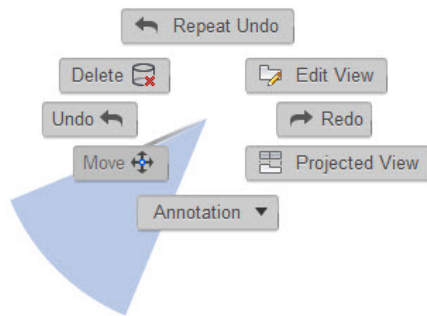 Repeat Undo
Delete
Edit View
Undo
Redo
Move
Projected View
Annotation